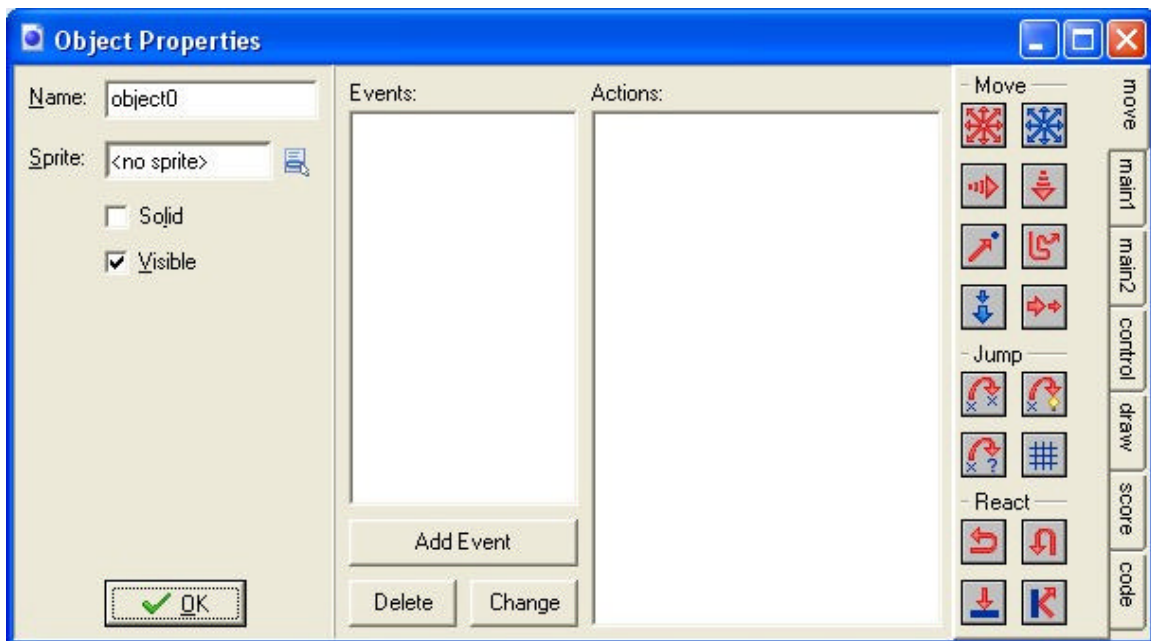 Object Properties
Name:
object0
Sprite:
<no sprite>
Solid
Visible
OK
Events:
Add Event
Delete
Change
Actions:
Move
Jump
React
move
main1
main2
control
draw
score
code